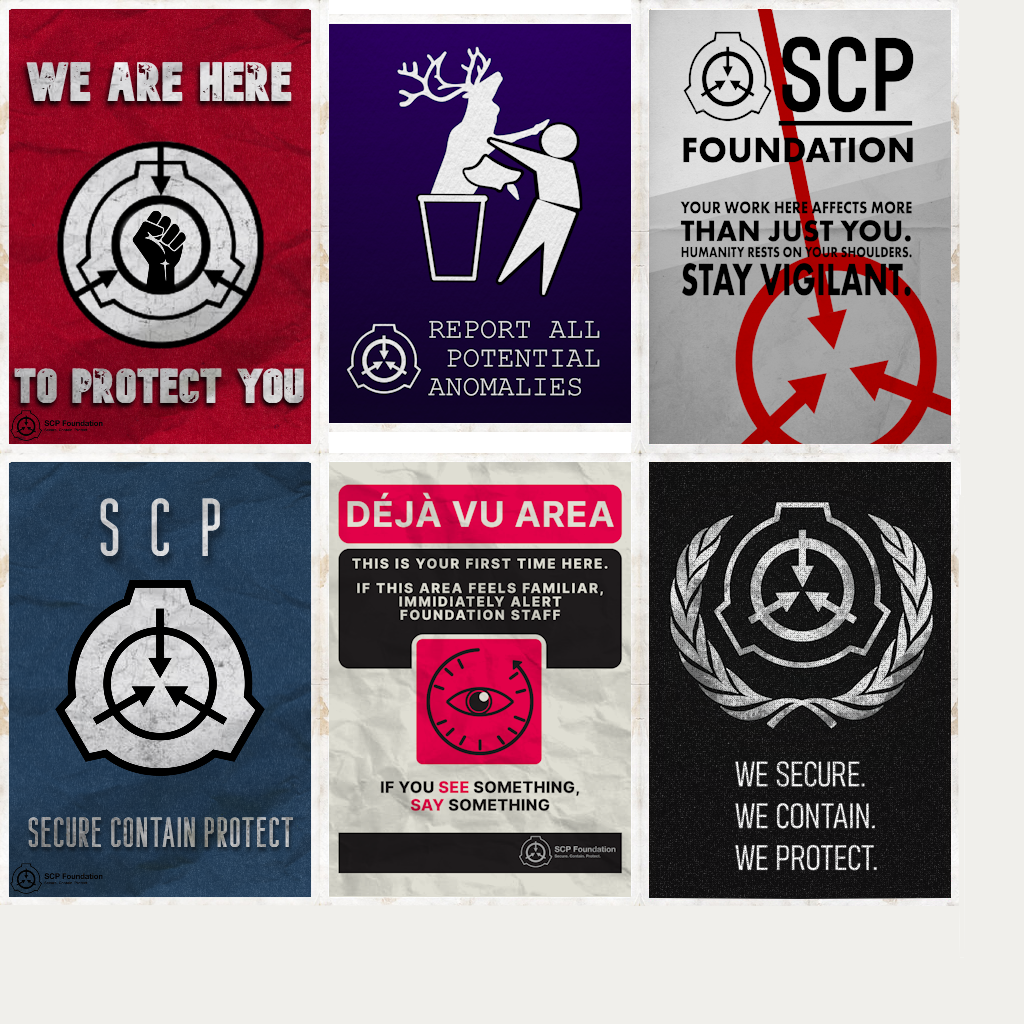 WE ARE HERE
TO PROTECT YOU
SCP Foundation
REPORT ALL
POTENTIAL
ANOMALIES
SCP
FOUNDATION
YOUR WORK HERE AFFECTS MORE
THAN JUST YOU.
HUMANITY RESTS ON YOUR SHOULDERS.
STAY VIGILANT.
S C P
SECURE CONTAIN PROTECT
SCP Foundation
DÉJÀ VU AREA
THIS IS YOUR FIRST TIME HERE.
IF THIS AREA FEELS FAMILIAR,
IMMIDIATELY ALERT
FOUNDATION STAFF
IF YOU SEE SOMETHING,
SAY SOMETHING
SCP Foundation
Secure. Contain. Protect.
WE SECURE.
WE CONTAIN.
WE PROTECT.